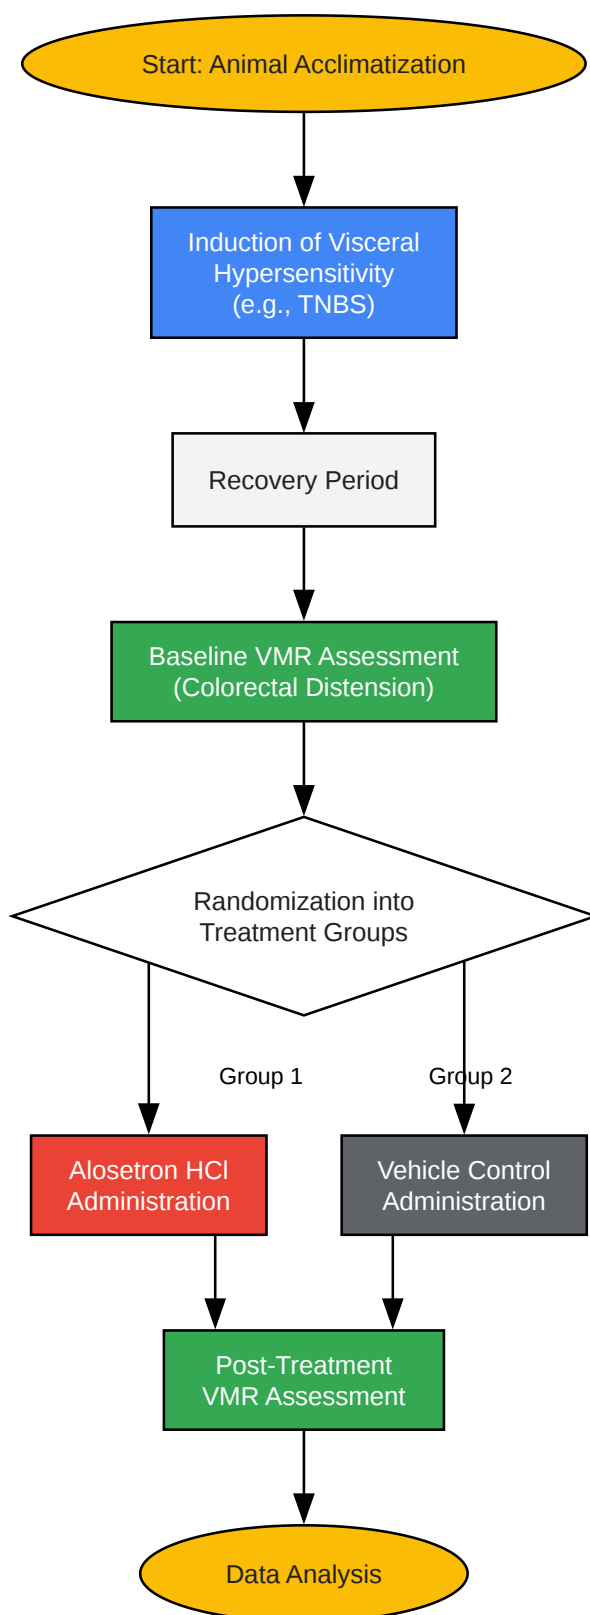 Start: Animal Acclimatization
Induction of Visceral
Hypersensitivity
(e.g., TNBS)
Recovery Period
Baseline VMR Assessment
(Colorectal Distension)
Randomization into
Treatment Groups
Group 1
Group 2
Alosetron HCl
Administration
Vehicle Control
Administration
Post-Treatment
VMR Assessment
Data Analysis